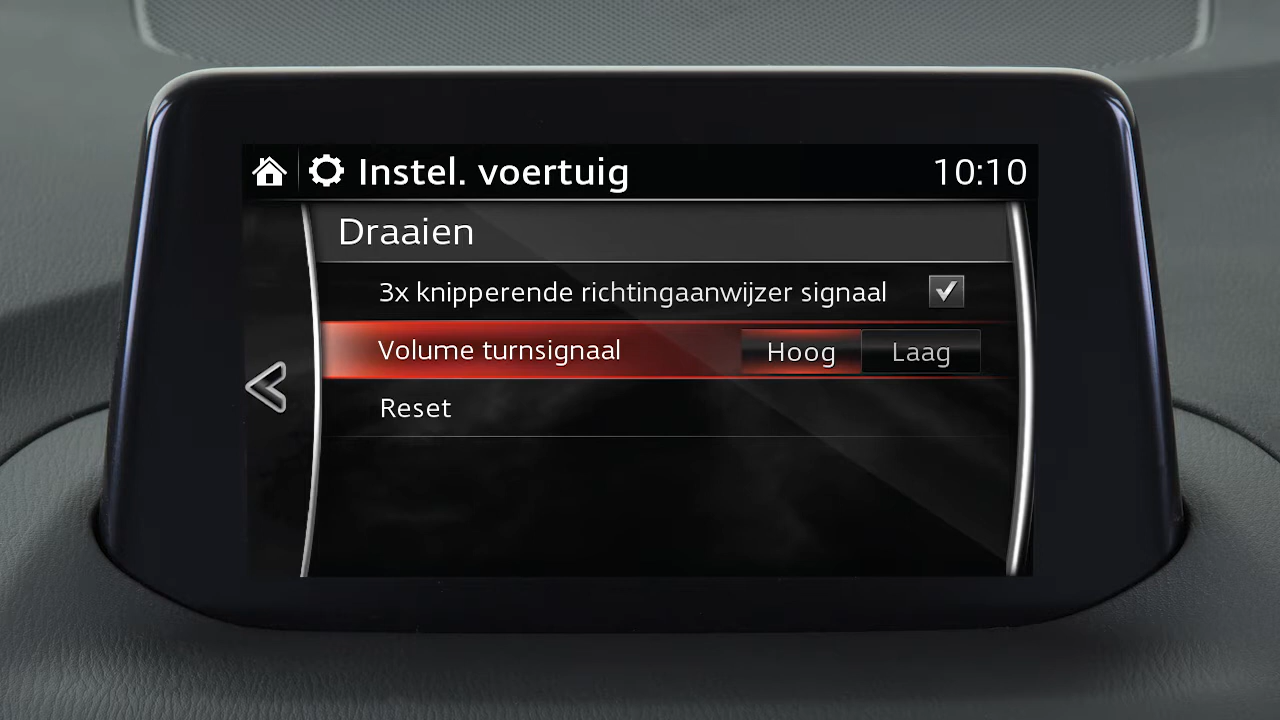 Instel. voertuig 10:10
Draaien
3x knipperende richtingaanwijzer signaal
Volume turnsignaal Hoog Laag
Reset